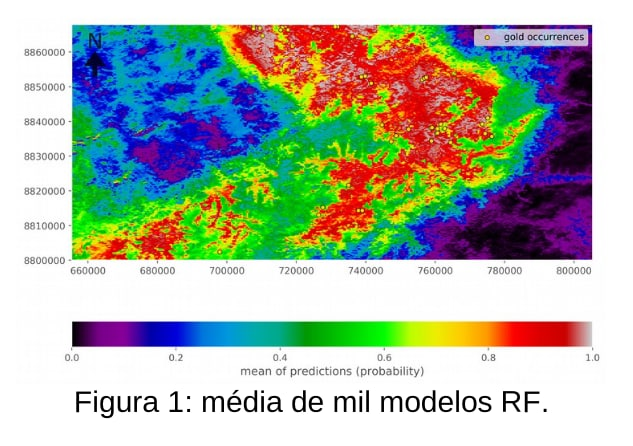 N
gold occurrences
8860000
8850000
8840000
8830000
8820000
8810000
8800000
660000 680000 700000 720000 740000 760000 780000 800000
0.0 0.2 0.4 0.6 0.8 1.0
mean of predictions (probability)
Figura 1: média de mil modelos RF.